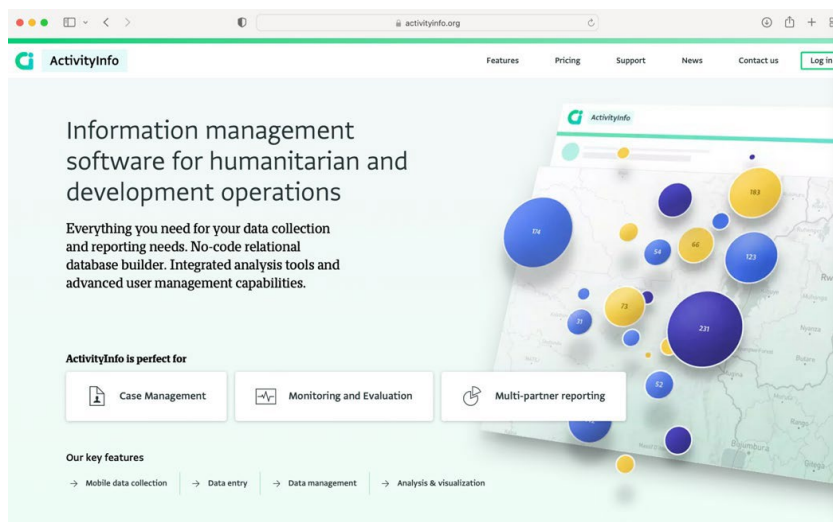 activityinfo.org
ActivityInfo
Features
Pricing
Support
News
Contact us
Log in
Information management
software for humanitarian and
development operations
Everything you need for your data collection
and reporting needs. No-code relational
database builder. Integrated analysis tools and
advanced user management capabilities.
ActivityInfo
183
174
54
66
123
73
21
231
52
Nyanza
Butare
Bujumbura
ActivityInfo is perfect for
Case Management
Monitoring and Evaluation
Multi-partner reporting
Our key features
→ Mobile data collection
→ Data entry
→ Data management
→ Analysis & visualization